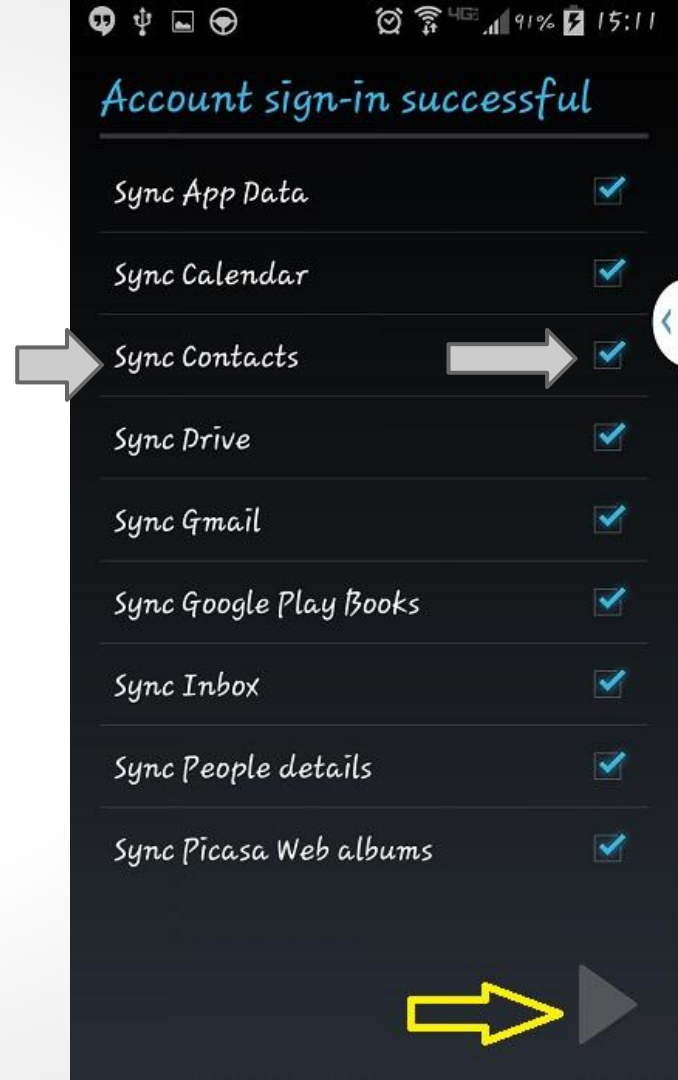 4G 91% 15:11
Account sign-in successful
Sync App Data
Sync Calendar
Sync Contacts
Sync Drive
Sync Gmail
Sync Google Play Books
Sync Inbox
Sync People details
Sync Picasa Web albums